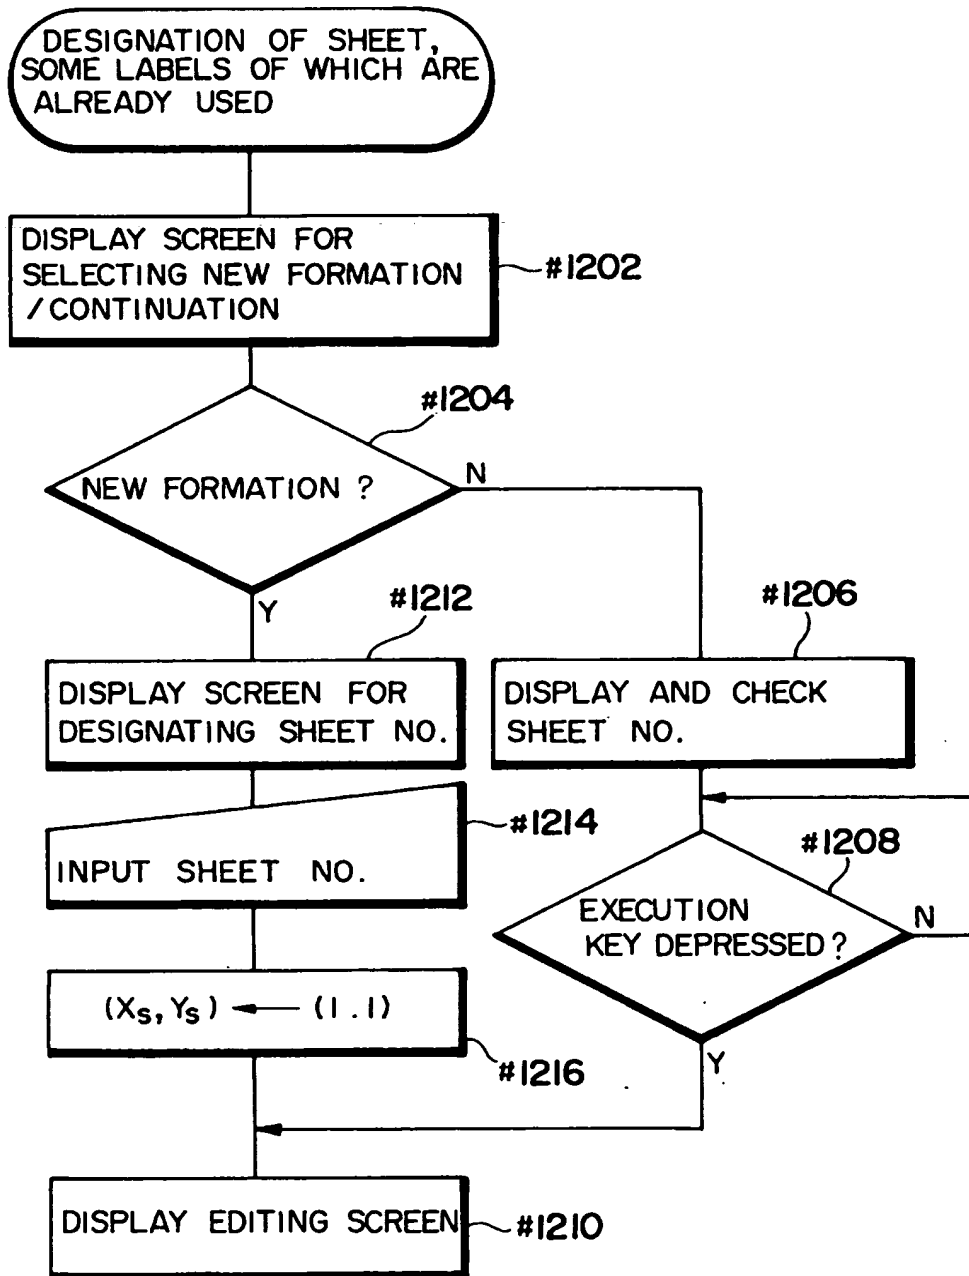 DESIGNATION OF SHEET,
SOME LABELS OF WHICH ARE
ALREADY USED
DISPLAY SCREEN FOR
SELECTING NEW FORMATION
/CONTINUATION
#1202
#1204
NEW FORMATION ?
N
Y
#1212
DISPLAY SCREEN FOR
DESIGNATING SHEET NO.
#1206
DISPLAY AND CHECK
SHEET NO.
#1214
INPUT SHEET NO.
#1208
EXECUTION
KEY DEPRESSED ?
N
Y
(Xs, Ys) ← (1 . 1)
#1216
DISPLAY EDITING SCREEN
#1210